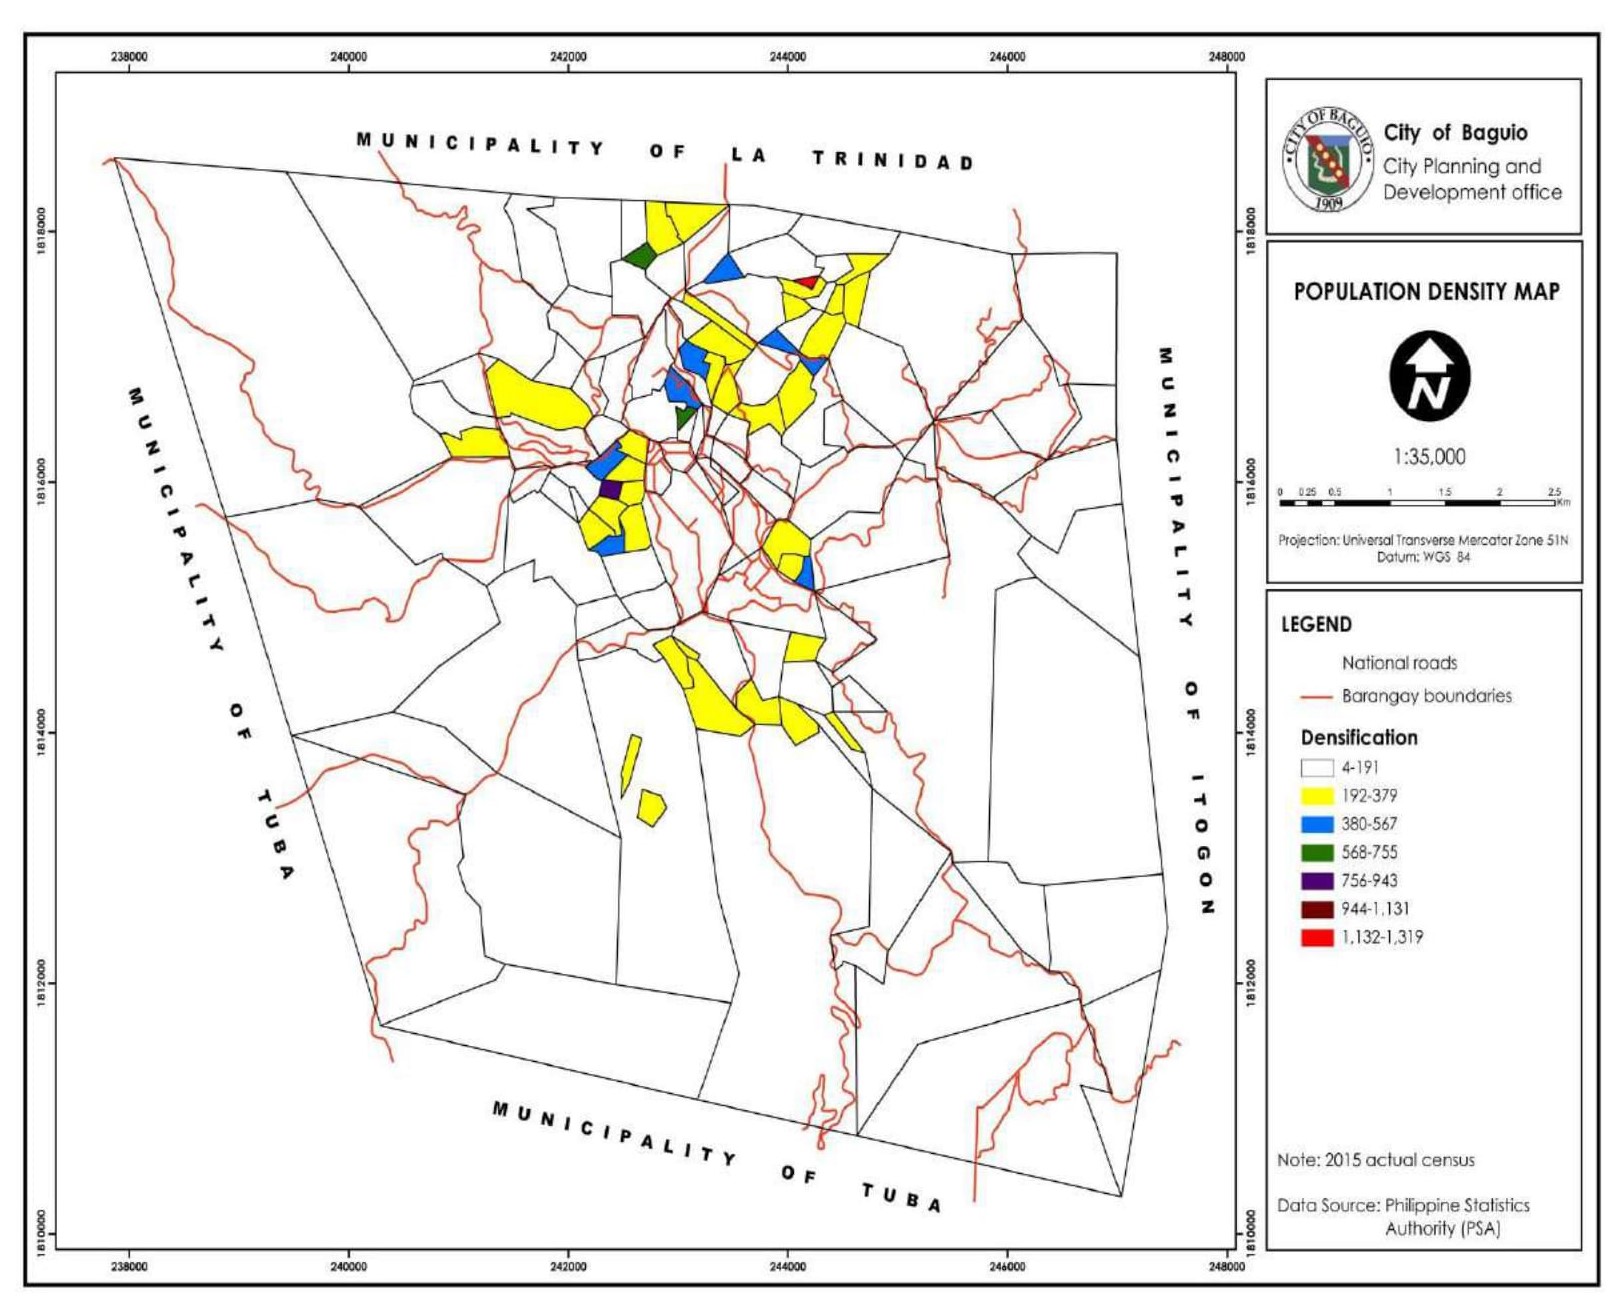 238000 240000 242000 244000 246000 248000
MUNICIPALITY OF LA TRINIDAD
MUNICIPALITY OF TUBA
MUNICIPALITY OF ITOGON
MUNICIPALITY OF TUBA
1818000
1816000
1814000
1812000
1810000
1818000
1816000
1814000
1812000
1810000
238000 240000 242000 244000 246000 248000
CITY OF BAGUIO
1909
City of Baguio
City Planning and
Development office
POPULATION DENSITY MAP
N
1:35,000
0 0.25 0.5 1 1.5 2 2.5
Km
Projection: Universal Transverse Mercator Zone 51N
Datum: WGS 84
LEGEND
National roads
Barangay boundaries
Densification
4-191
192-379
380-567
568-755
756-943
944-1,131
1,132-1,319
Note: 2015 actual census
Data Source: Philippine Statistics
Authority (PSA)